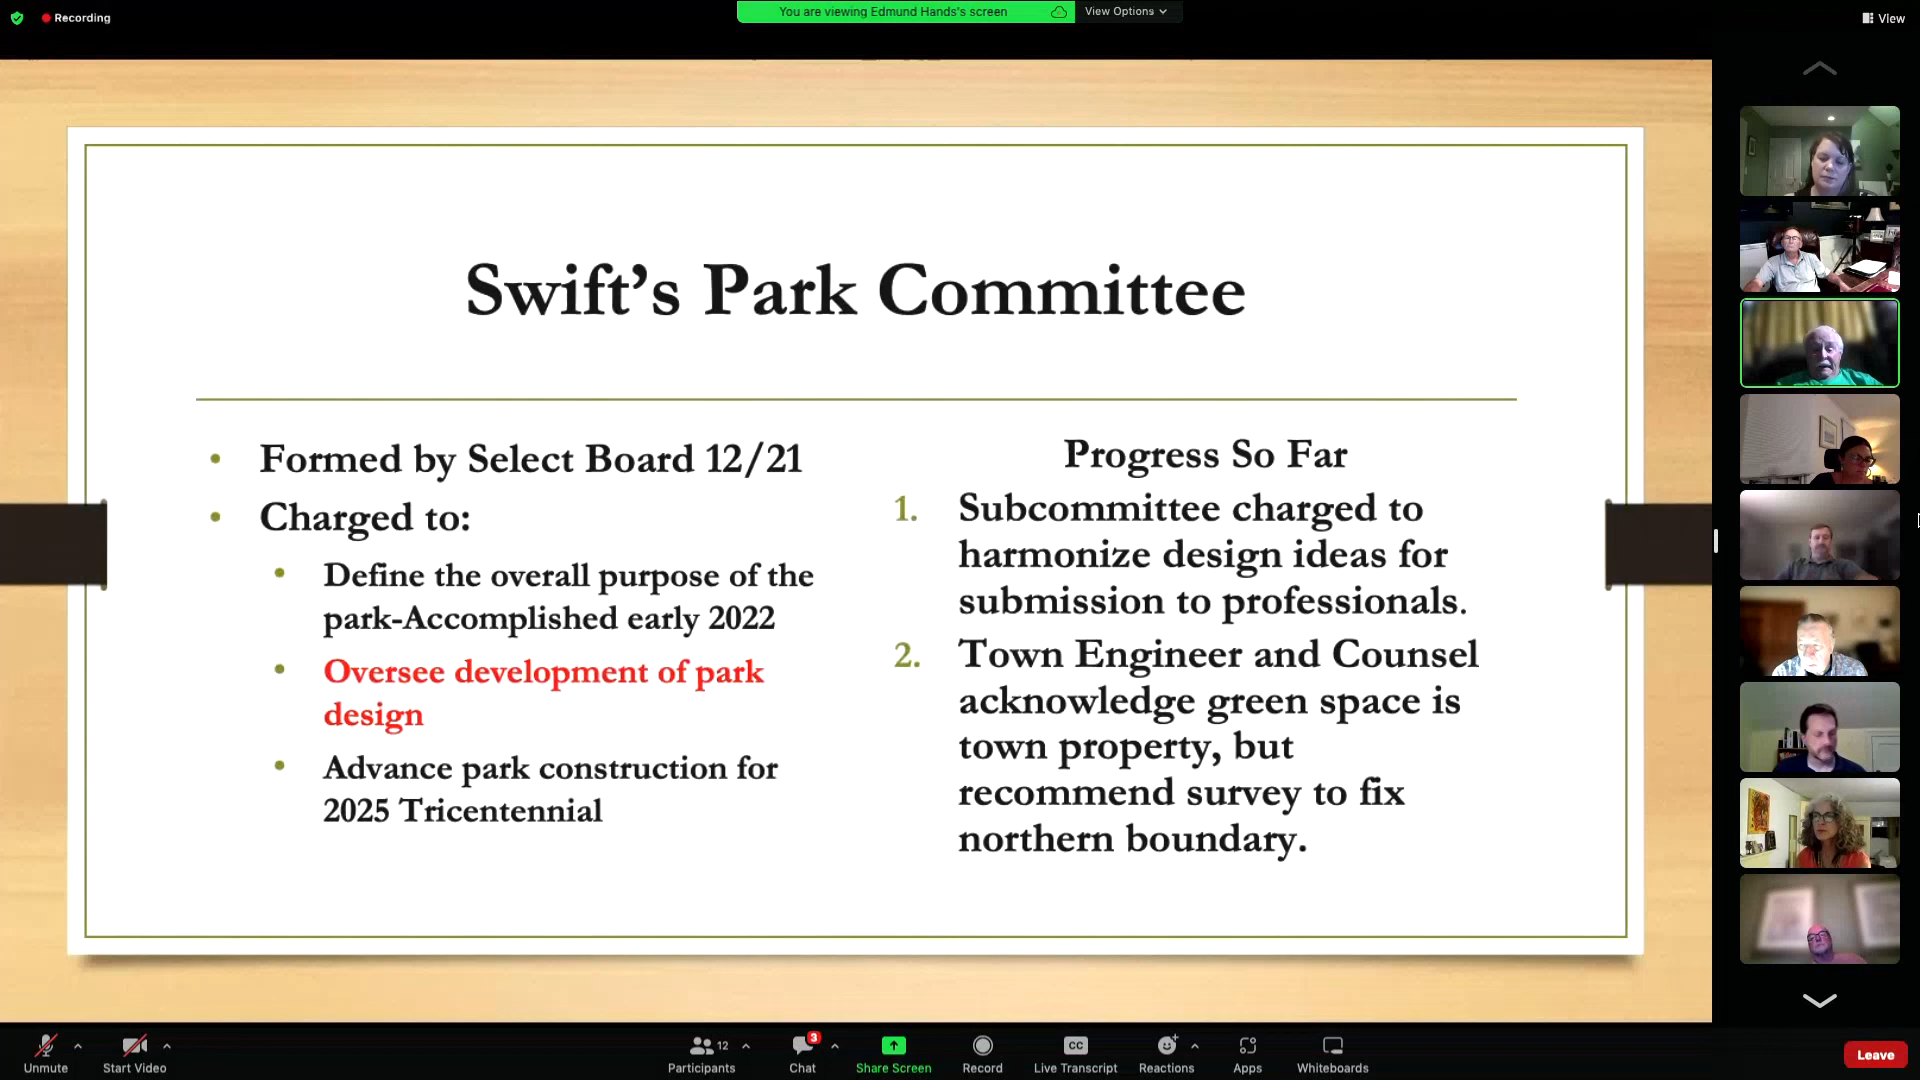 Recording
You are viewing Edmund Hands's screen
View Options
View
Swift's Park Committee
• Formed by Select Board 12/21
• Charged to:
• Define the overall purpose of the
park-Accomplished early 2022
• Oversee development of park
design
• Advance park construction for
2025 Tricentennial
Progress So Far
1. Subcommittee charged to
harmonize design ideas for
submission to professionals.
2. Town Engineer and Counsel
acknowledge green space is
town property, but
recommend survey to fix
northern boundary.
Unmute
Start Video
12
Participants
3
Chat
Share Screen
Record
CC
Live Transcript
Reactions
Apps
Whiteboards
Leave